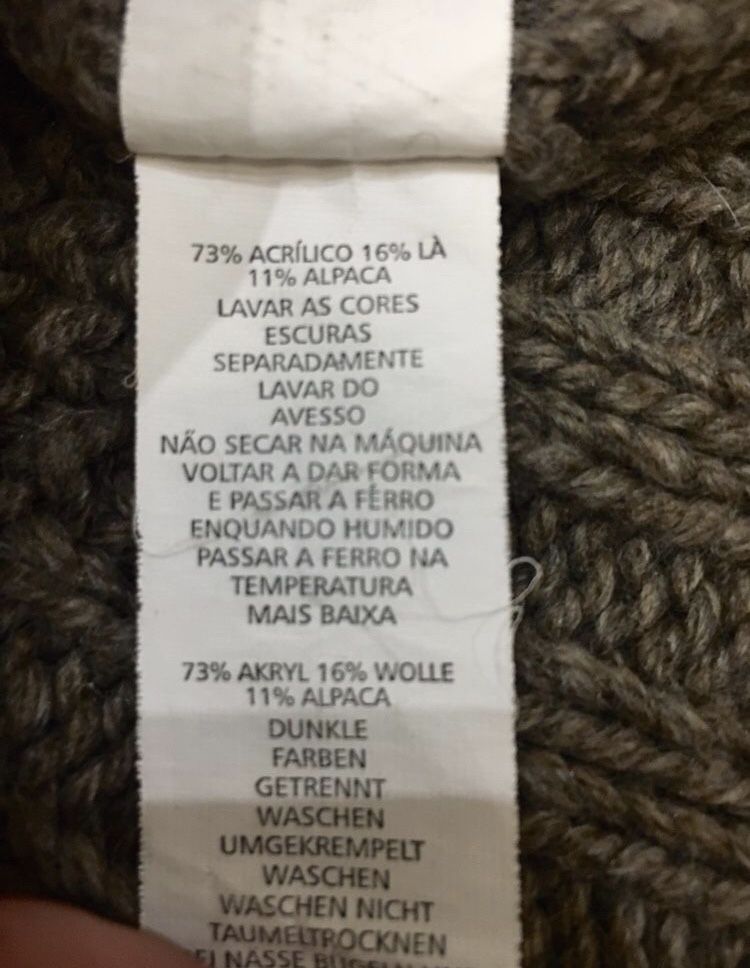 73% ACRÍLICO 16% LÀ
11% ALPACA
LAVAR AS CORES
ESCURAS
SEPARADAMENTE
LAVAR DO
AVESSO
NÃO SECAR NA MÁQUINA
VOLTAR A DAR FORMA
E PASSAR A FERRO
ENQUANDO HUMIDO
PASSAR A FERRO NA
TEMPERATURA
MAIS BAIXA
73% AKRYL 16% WOLLE
11% ALPACA
DUNKLE
FARBEN
GETRENNT
WASCHEN
UMGEKREMPELT
WASCHEN
WASCHEN NICHT
TAUMELTROCKNEN
NASSE